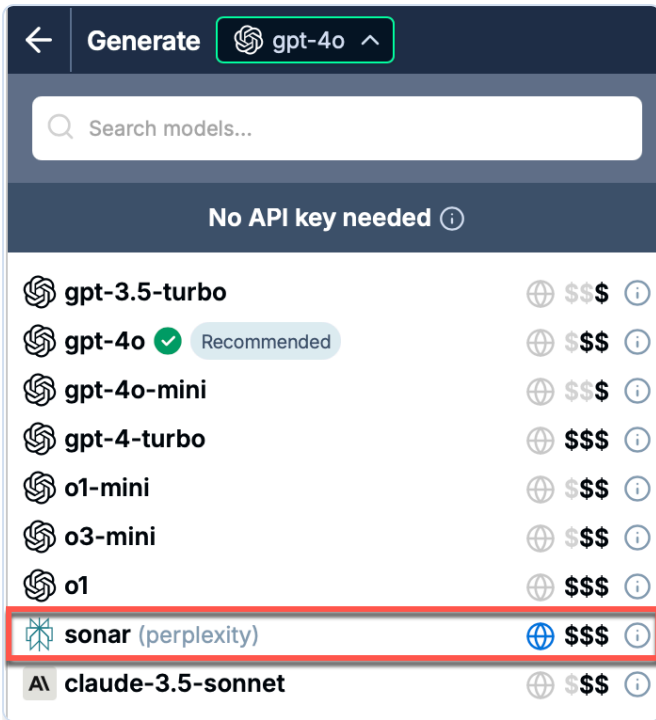 Generate gpt-4o
Search models...
No API key needed
gpt-3.5-turbo $$$
gpt-4o Recommended $$$
gpt-4o-mini $$$
gpt-4-turbo $$$
o1-mini $$$
o3-mini $$$
o1 $$$
sonar (perplexity) $$$
claude-3.5-sonnet $$$